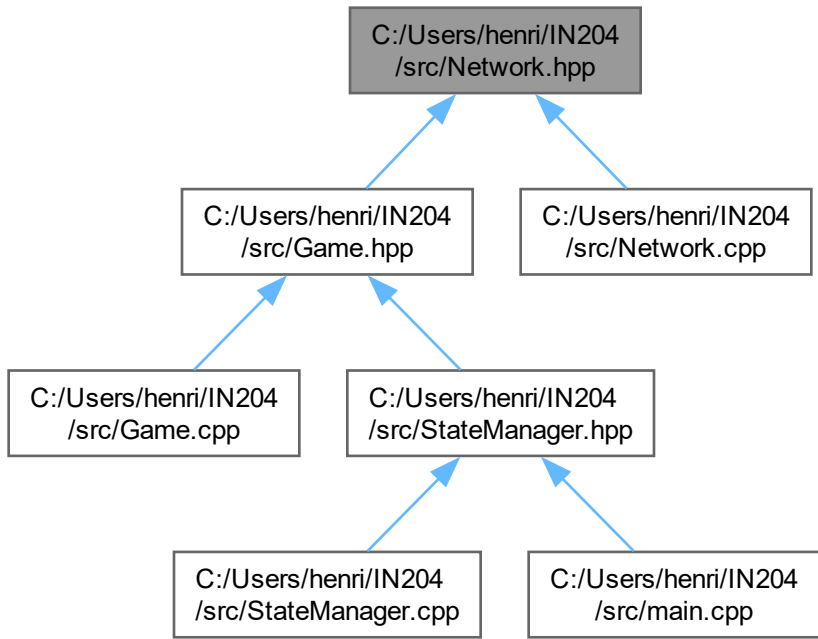 C:/Users/henri/IN204
/src/Network.hpp
C:/Users/henri/IN204
/src/Game.hpp
C:/Users/henri/IN204
/src/Network.cpp
C:/Users/henri/IN204
/src/Game.cpp
C:/Users/henri/IN204
/src/StateManager.hpp
C:/Users/henri/IN204
/src/StateManager.cpp
C:/Users/henri/IN204
/src/main.cpp